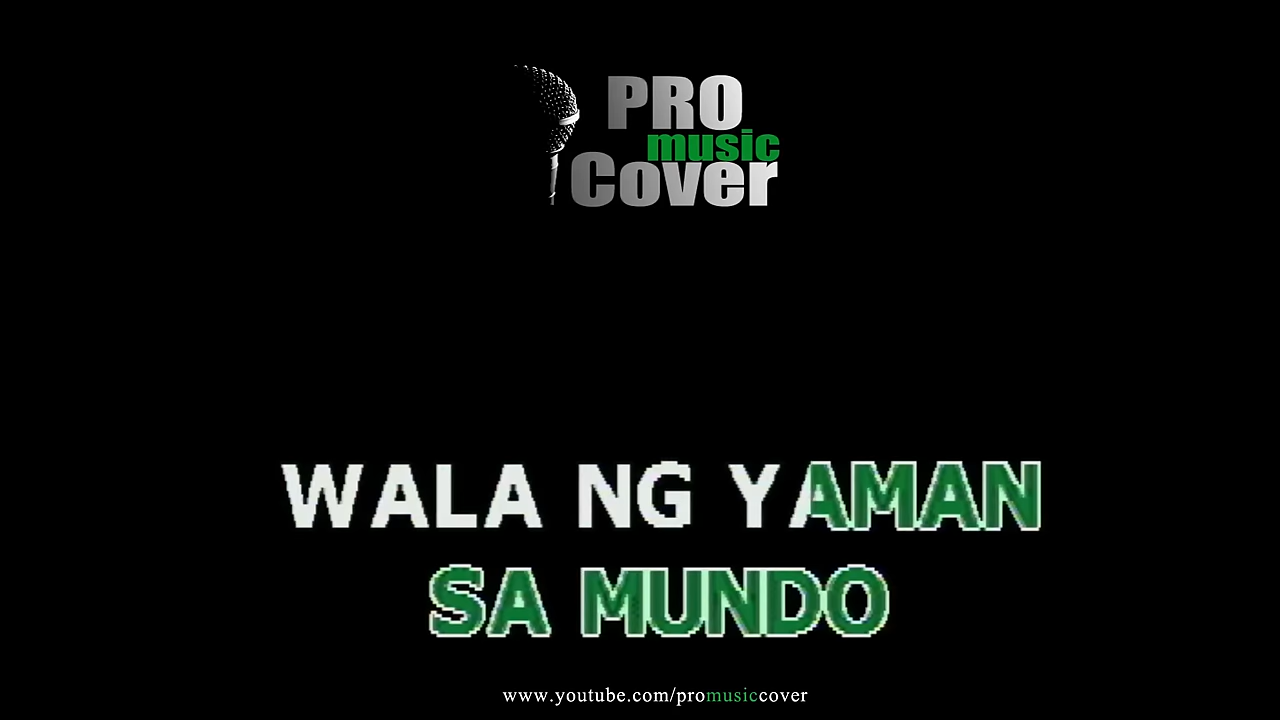 PRO
music
Cover
WALA NG YAMAN
SA MUNDO
www.youtube.com/promusiccover